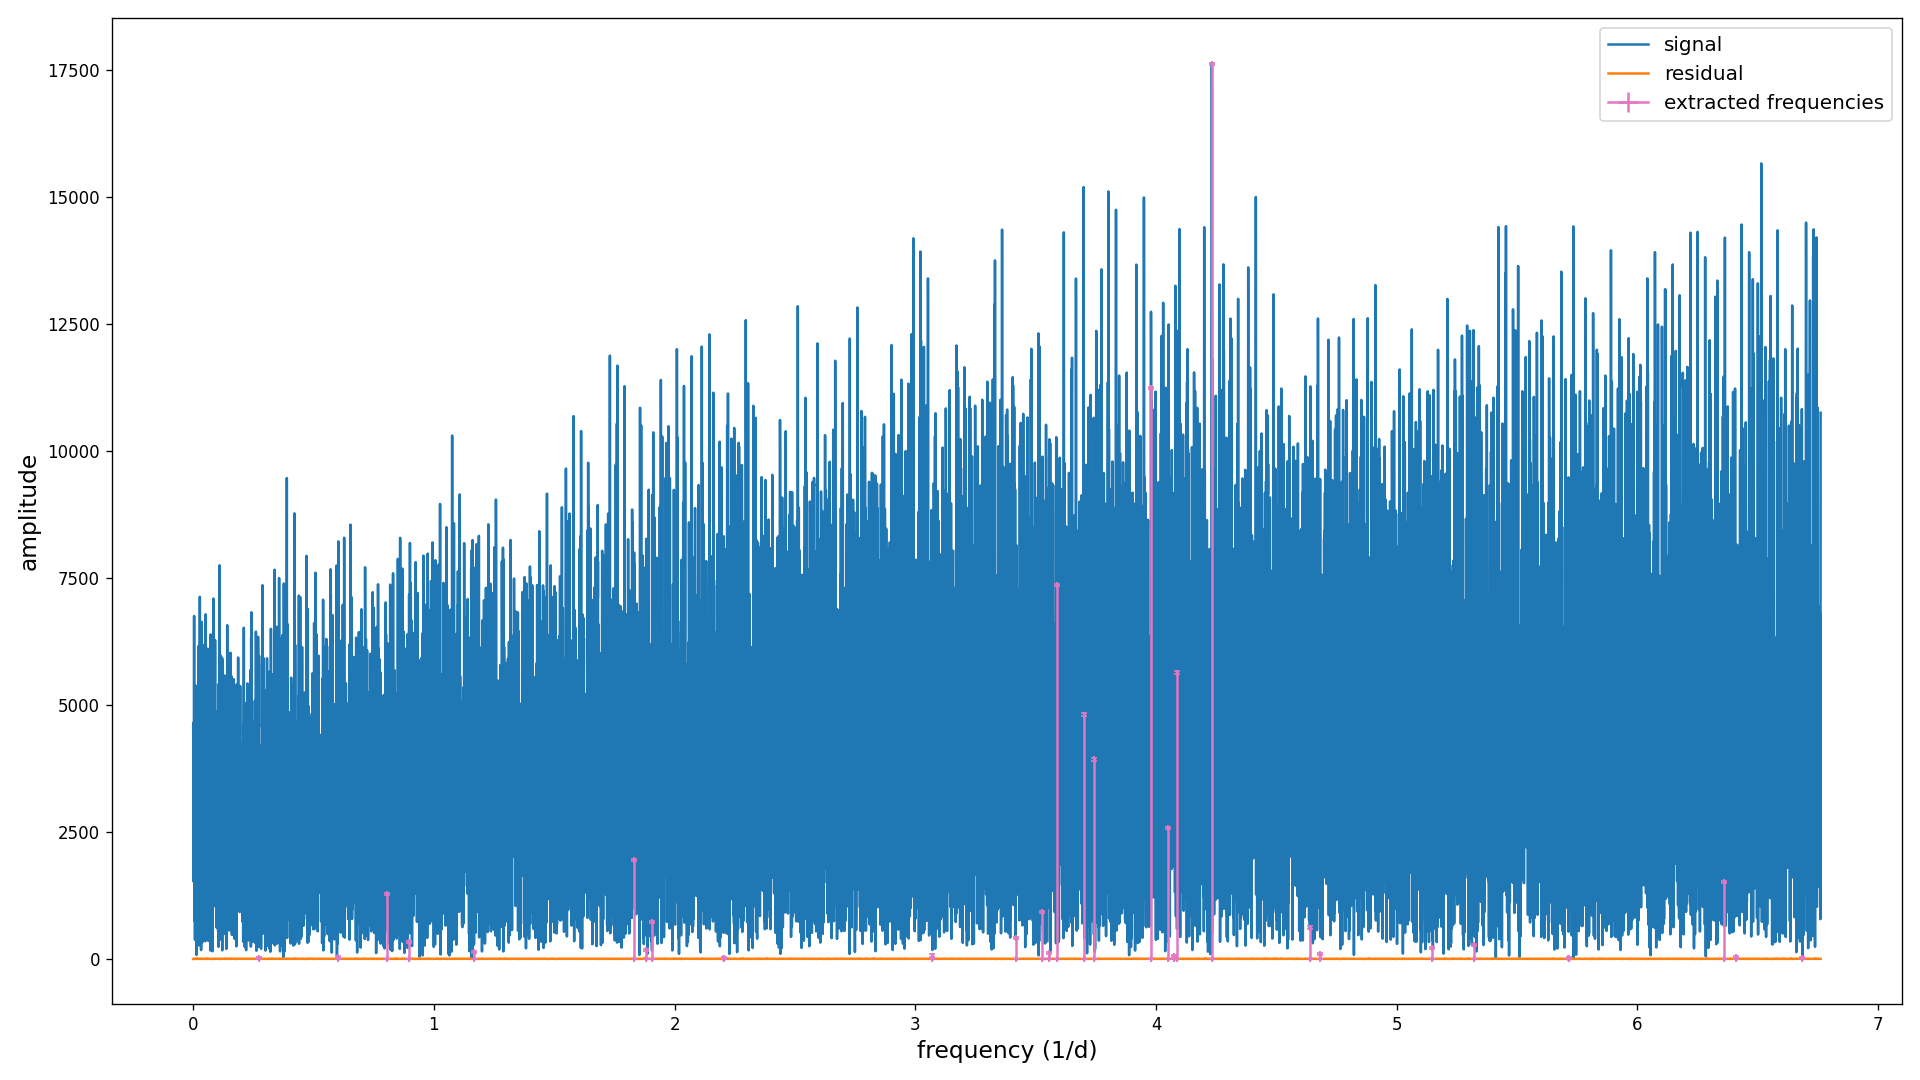 signal
residual
extracted frequencies
amplitude
17500
15000
12500
10000
7500
5000
2500
0
0 1 2 3 4 5 6 7
frequency (1/d)